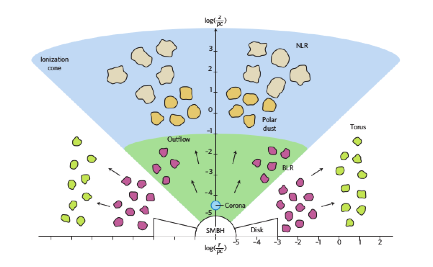 log(z/pc)
Ionization
cone
NLR
3
2
1
0
-1
-2
-3
-4
-5
Polar
dust
Outflow
Torus
BLR
Corona
SMBH
Disk
log(r/pc)
-5 -4 -3 -2 -1 0 1 2